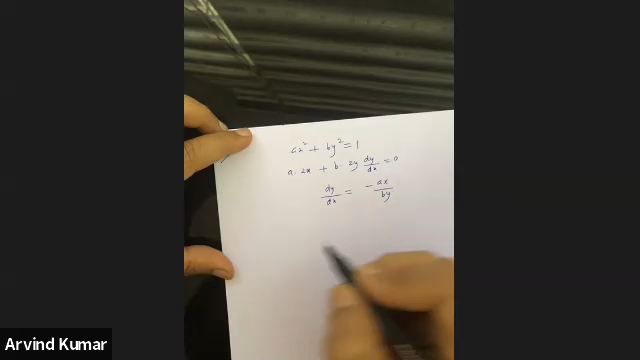 ax² + by² = 1
a · 2x + b · 2y dy/dx = 0
dy/dx = - ax/by
Arvind Kumar